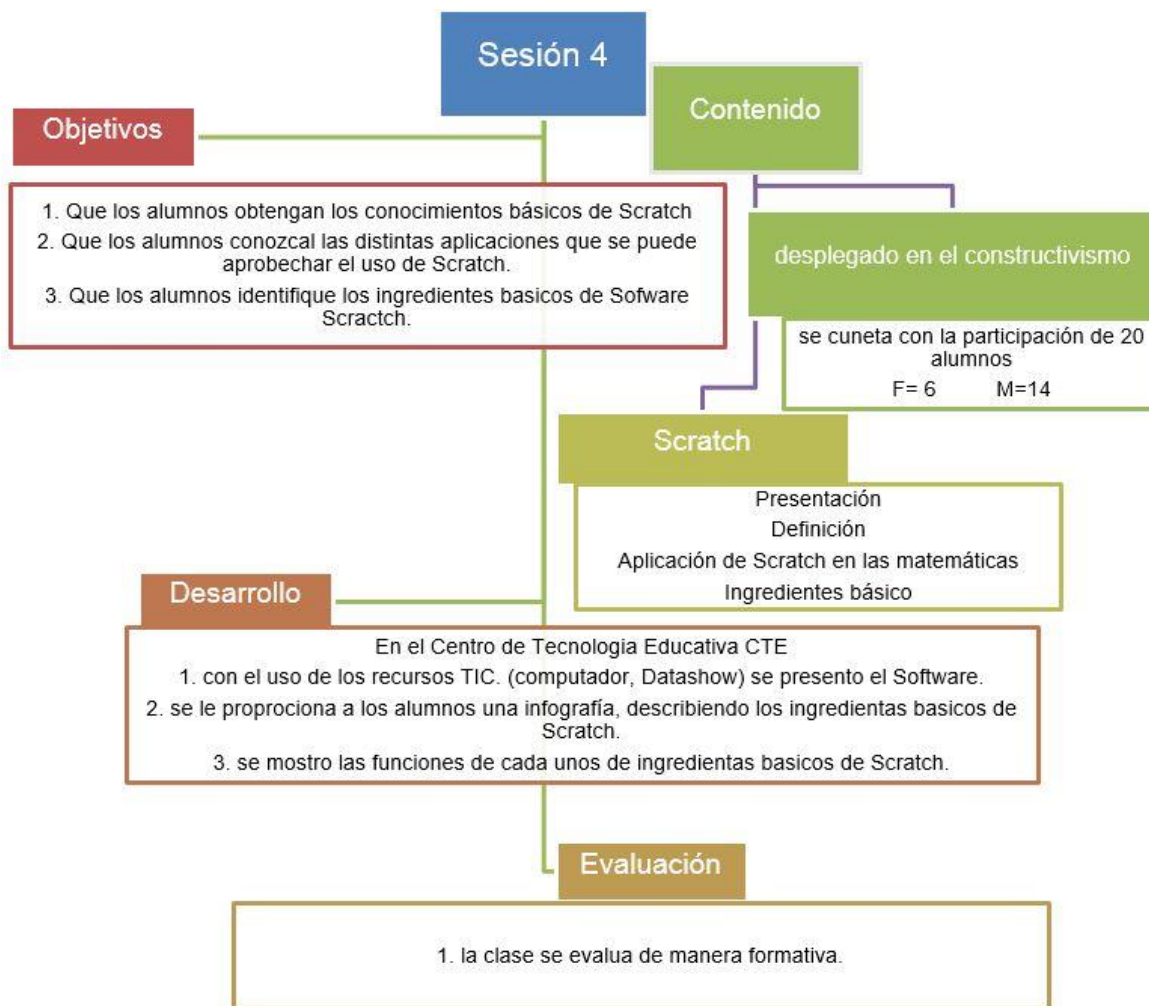 Sesión 4
Contenido
Objetivos
1. Que los alumnos obtengan los conocimientos básicos de Scratch
2. Que los alumnos conozcal las distintas aplicaciones que se puede
aprobechar el uso de Scratch.
3. Que los alumnos identifique los ingredientes basicos de Sofware
Scractch.
desplegado en el constructivismo
se cuneta con la participación de 20
alumnos
F= 6 M=14
Scratch
Presentación
Definición
Aplicación de Scratch en las matemáticas
Ingredientes básico
Desarrollo
En el Centro de Tecnologia Educativa CTE
1. con el uso de los recursos TIC. (computador, Datashow) se presento el Software.
2. se le proprociona a los alumnos una infografía, describiendo los ingredientas basicos de
Scratch.
3. se mostro las funciones de cada unos de ingredientas basicos de Scratch.
Evaluación
1. la clase se evalua de manera formativa.